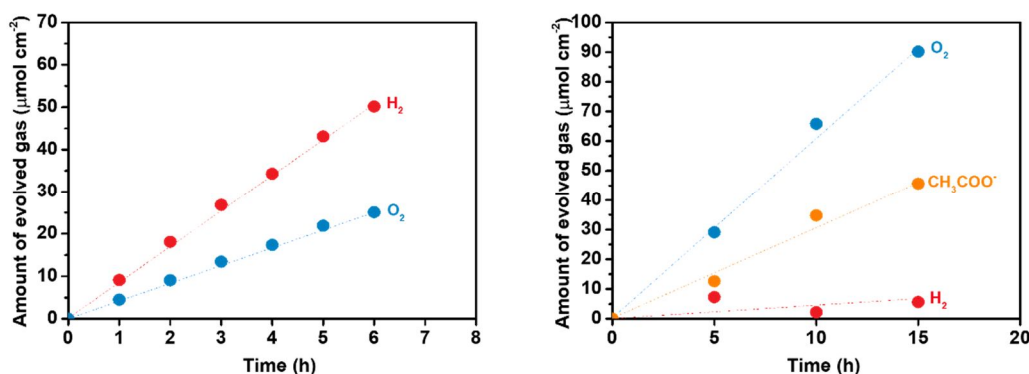 Amount of evolved gas (μmol cm⁻²)
70
60
50
40
30
20
10
0
H₂
O₂
0 1 2 3 4 5 6 7 8
Time (h)
Amount of evolved gas (μmol cm⁻²)
100
90
80
70
60
50
40
30
20
10
0
O₂
CH₃COO⁻
H₂
0 5 10 15 20
Time (h)